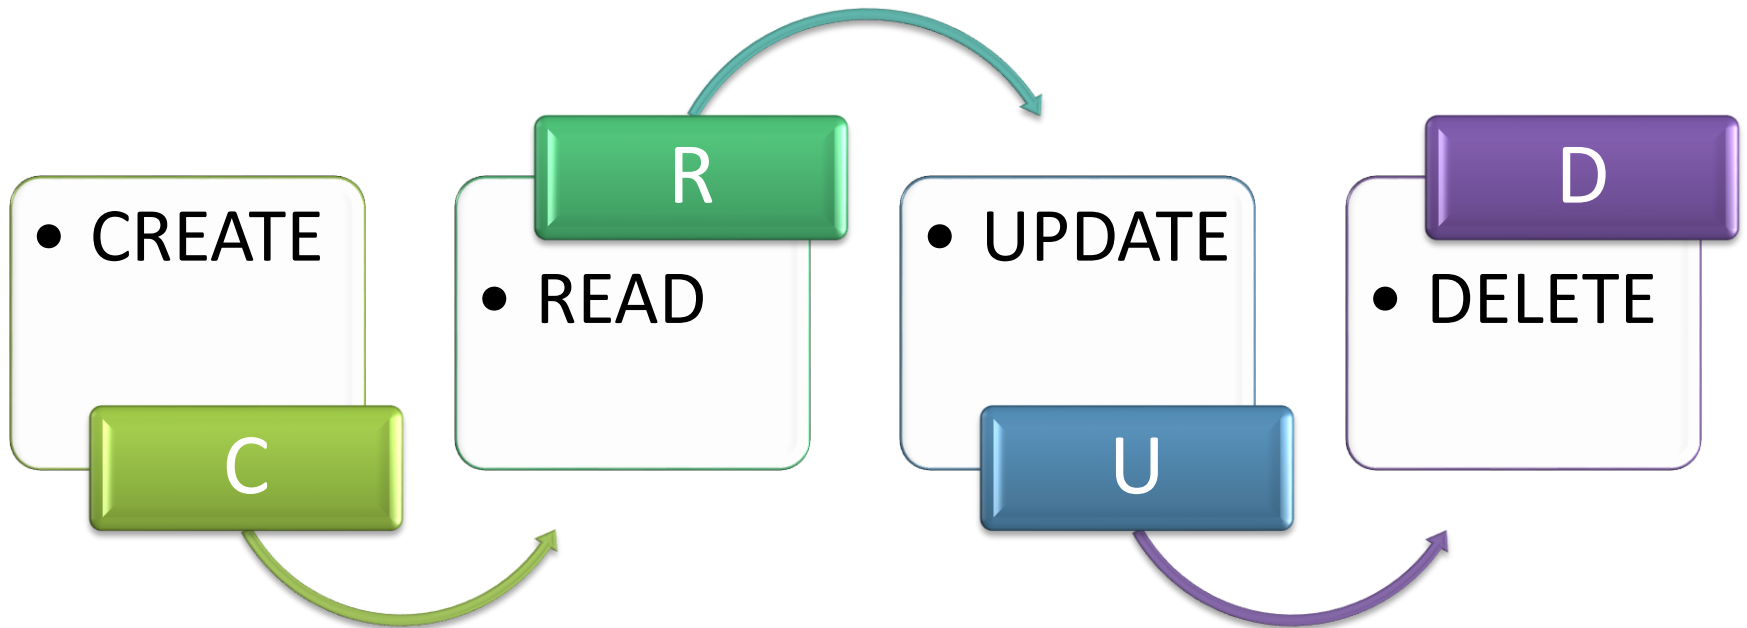 • CREATE
C
R
• READ
• UPDATE
U
D
• DELETE